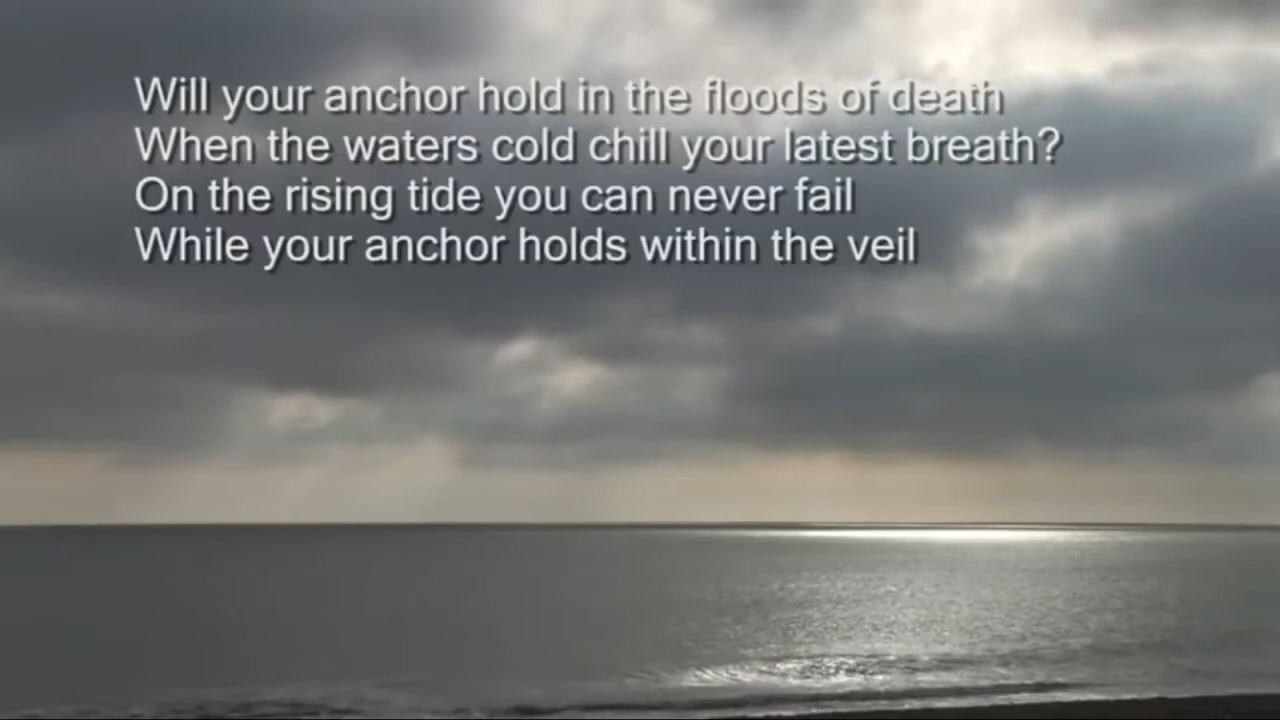 Will your anchor hold in the floods of death
When the waters cold chill your latest breath?
On the rising tide you can never fail
While your anchor holds within the veil